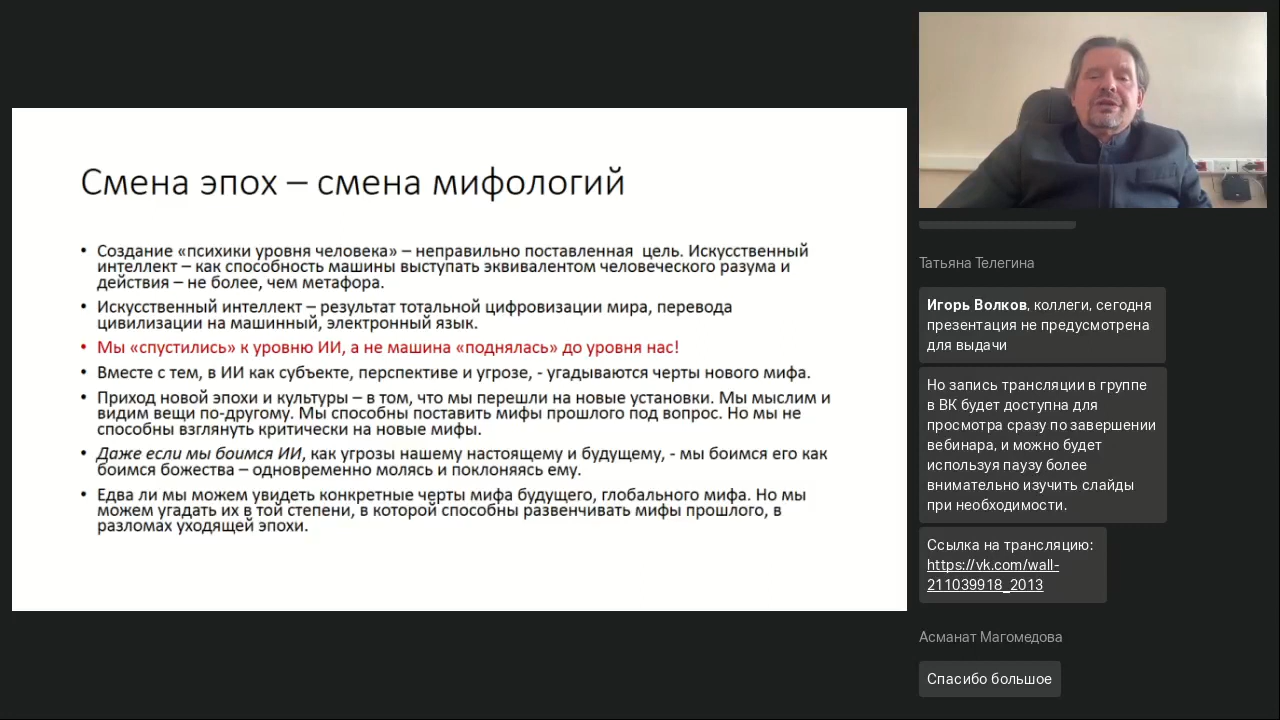 Смена эпох – смена мифологий
• Создание «психики уровня человека» – неправильно поставленная цель. Искусственный
интеллект – как способность машины выступать эквивалентом человеческого разума и
действия – не более, чем метафора.
• Искусственный интеллект – результат тотальной цифровизации мира, перевода
цивилизации на машинный, электронный язык.
• Мы «спустились» к уровню ИИ, а не машина «поднялась» до уровня нас!
• Вместе с тем, в ИИ как субъекте, перспективе и угрозе, - угадываются черты нового мифа.
• Приход новой эпохи и культуры – в том, что мы перешли на новые установки. Мы мыслим и
видим вещи по-другому. Мы способны поставить мифы прошлого под вопрос. Но мы не
способны взглянуть критически на новые мифы.
• Даже если мы боимся ИИ, как угрозы нашему настоящему и будущему, - мы боимся его как
боимся божества – одновременно молясь и поклоняясь ему.
• Едва ли мы можем увидеть конкретные черты мифа будущего, глобального мифа. Но мы
можем угадать их в той степени, в которой способны развенчивать мифы прошлого, в
разломах уходящей эпохи.
Татьяна Телегина
Игорь Волков, коллеги, сегодня
презентация не предусмотрена
для выдачи
Но запись трансляции в группе
в ВК будет доступна для
просмотра сразу по завершении
вебинара, и можно будет
используя паузу более
внимательно изучить слайды
при необходимости.
Ссылка на трансляцию:
https://vk.com/wall-
211039918_2013
Асманат Магомедова
Спасибо большое